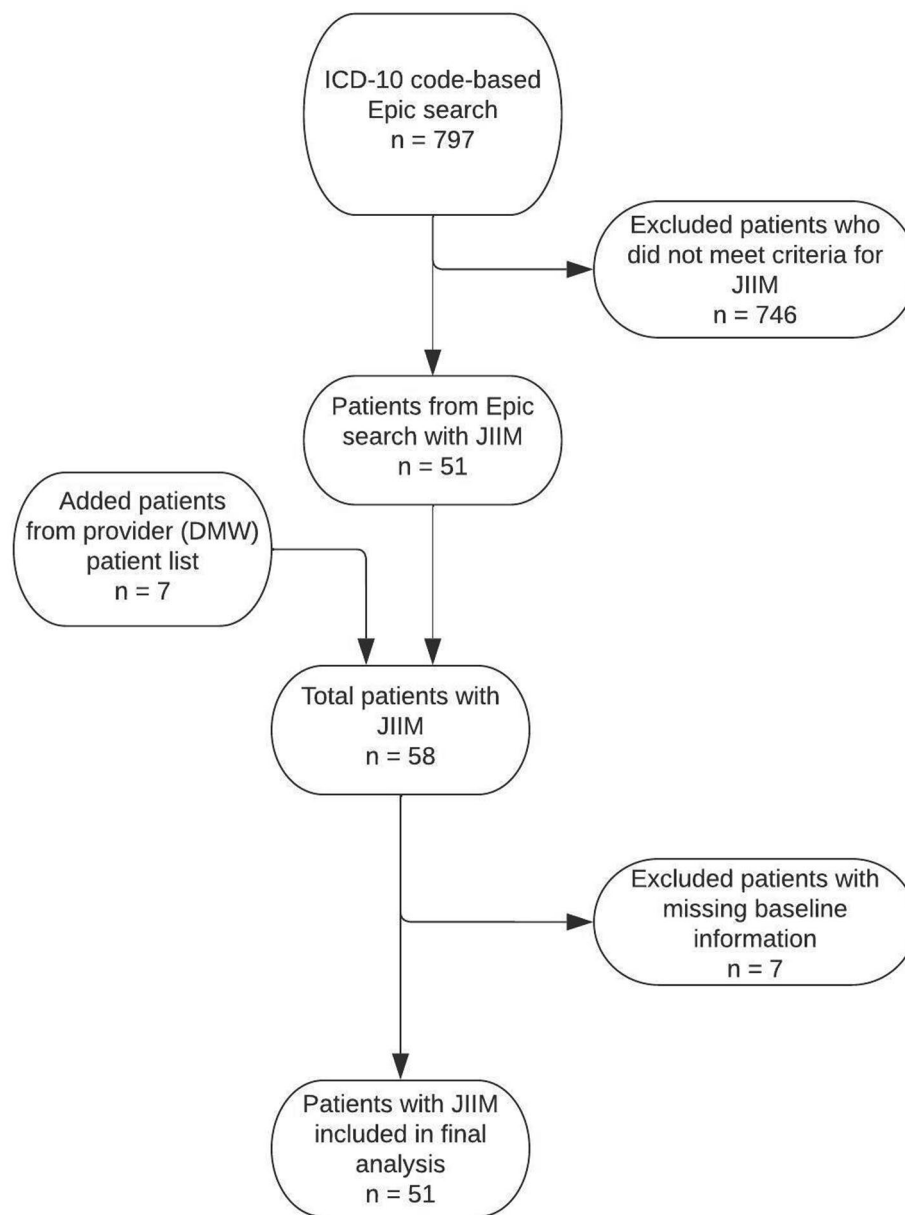 ICD-10 code-based
Epic search
n = 797
Excluded patients who
did not meet criteria for
JIIM
n = 746
Patients from Epic
search with JIIM
n = 51
Added patients
from provider (DMW)
patient list
n = 7
Total patients with
JIIM
n = 58
Excluded patients with
missing baseline
information
n = 7
Patients with JIIM
included in final
analysis
n = 51